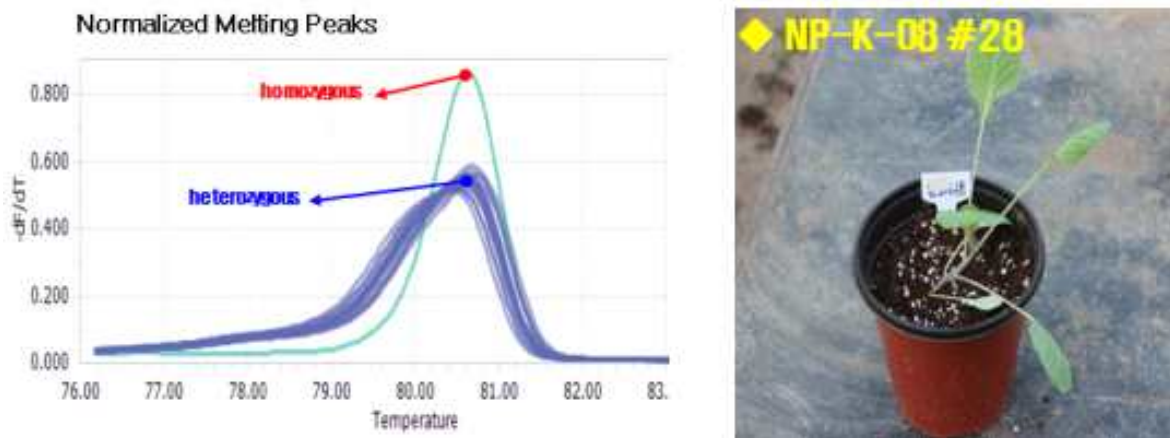 Normalized Melting Peaks
homozygous
heterozygous
-dF/dT
0.800
0.600
0.400
0.200
0.000
76.00 77.00 78.00 79.00 80.00 81.00 82.00 83.
Temperature
◆ NP-K-08 #28